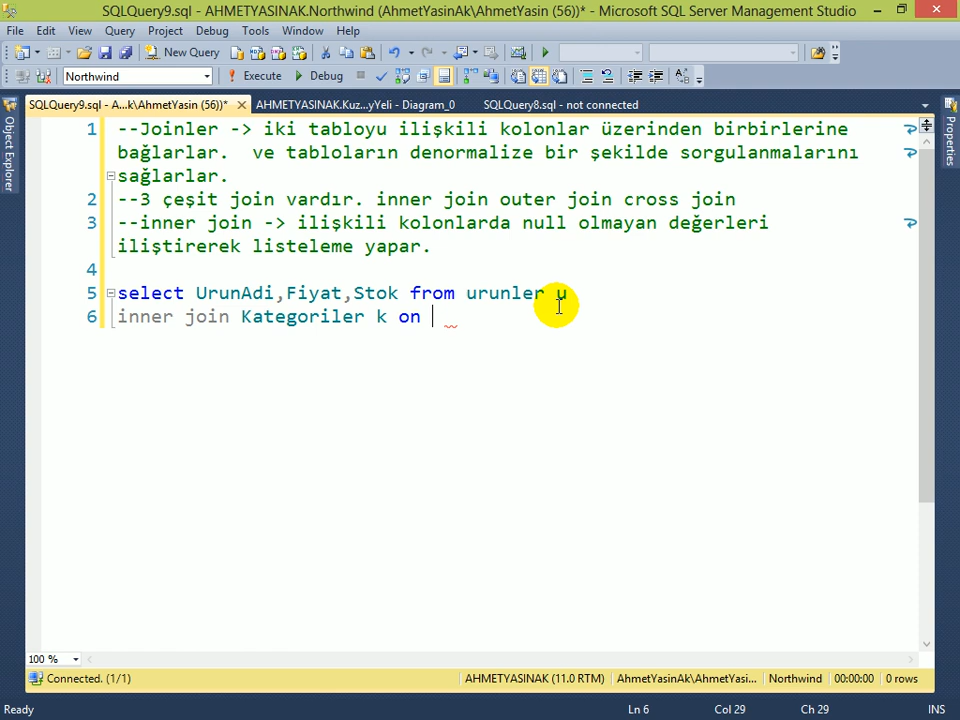 SQLQuery9.sql - AHMETYASINAK.Northwind (AhmetYasinAk\AhmetYasin (56))* - Microsoft SQL Server Management Studio
File Edit View Query Project Debug Tools Window Help
New Query
Northwind Execute Debug
SQLQuery9.sql - A...k\AhmetYasin (56))* AHMETYASINAK.Kuz...yYeli - Diagram_0 SQLQuery8.sql - not connected
Object Explorer
Properties
1 --Joinler -> iki tabloyu ilişkili kolonlar üzerinden birbirlerine
bağlarlar. ve tabloların denormalize bir şekilde sorgulanmalarını
sağlarlar.
2 --3 çeşit join vardır. inner join outer join cross join
3 --inner join -> ilişkili kolonlarda null olmayan değerleri
iliştirerek listeleme yapar.
4
5 select UrunAdi,Fiyat,Stok from urunler u
6 inner join Kategoriler k on
100 %
Connected. (1/1) AHMETYASINAK (11.0 RTM) AhmetYasinAk\AhmetYasi... Northwind 00:00:00 0 rows
Ready Ln 6 Col 29 Ch 29 INS